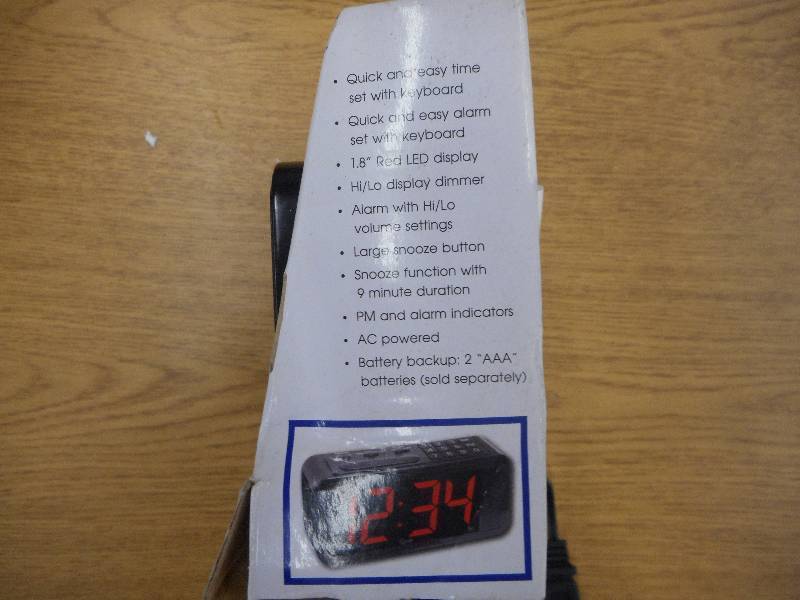 • Quick and easy time
set with keyboard
• Quick and easy alarm
set with keyboard
• 1.8" Red LED display
• Hi/Lo display dimmer
• Alarm with Hi/Lo
volume settings
• Large snooze button
• Snooze function with
9 minute duration
• PM and alarm indicators
• AC powered
• Battery backup: 2 "AAA"
batteries (sold separately)
12:34